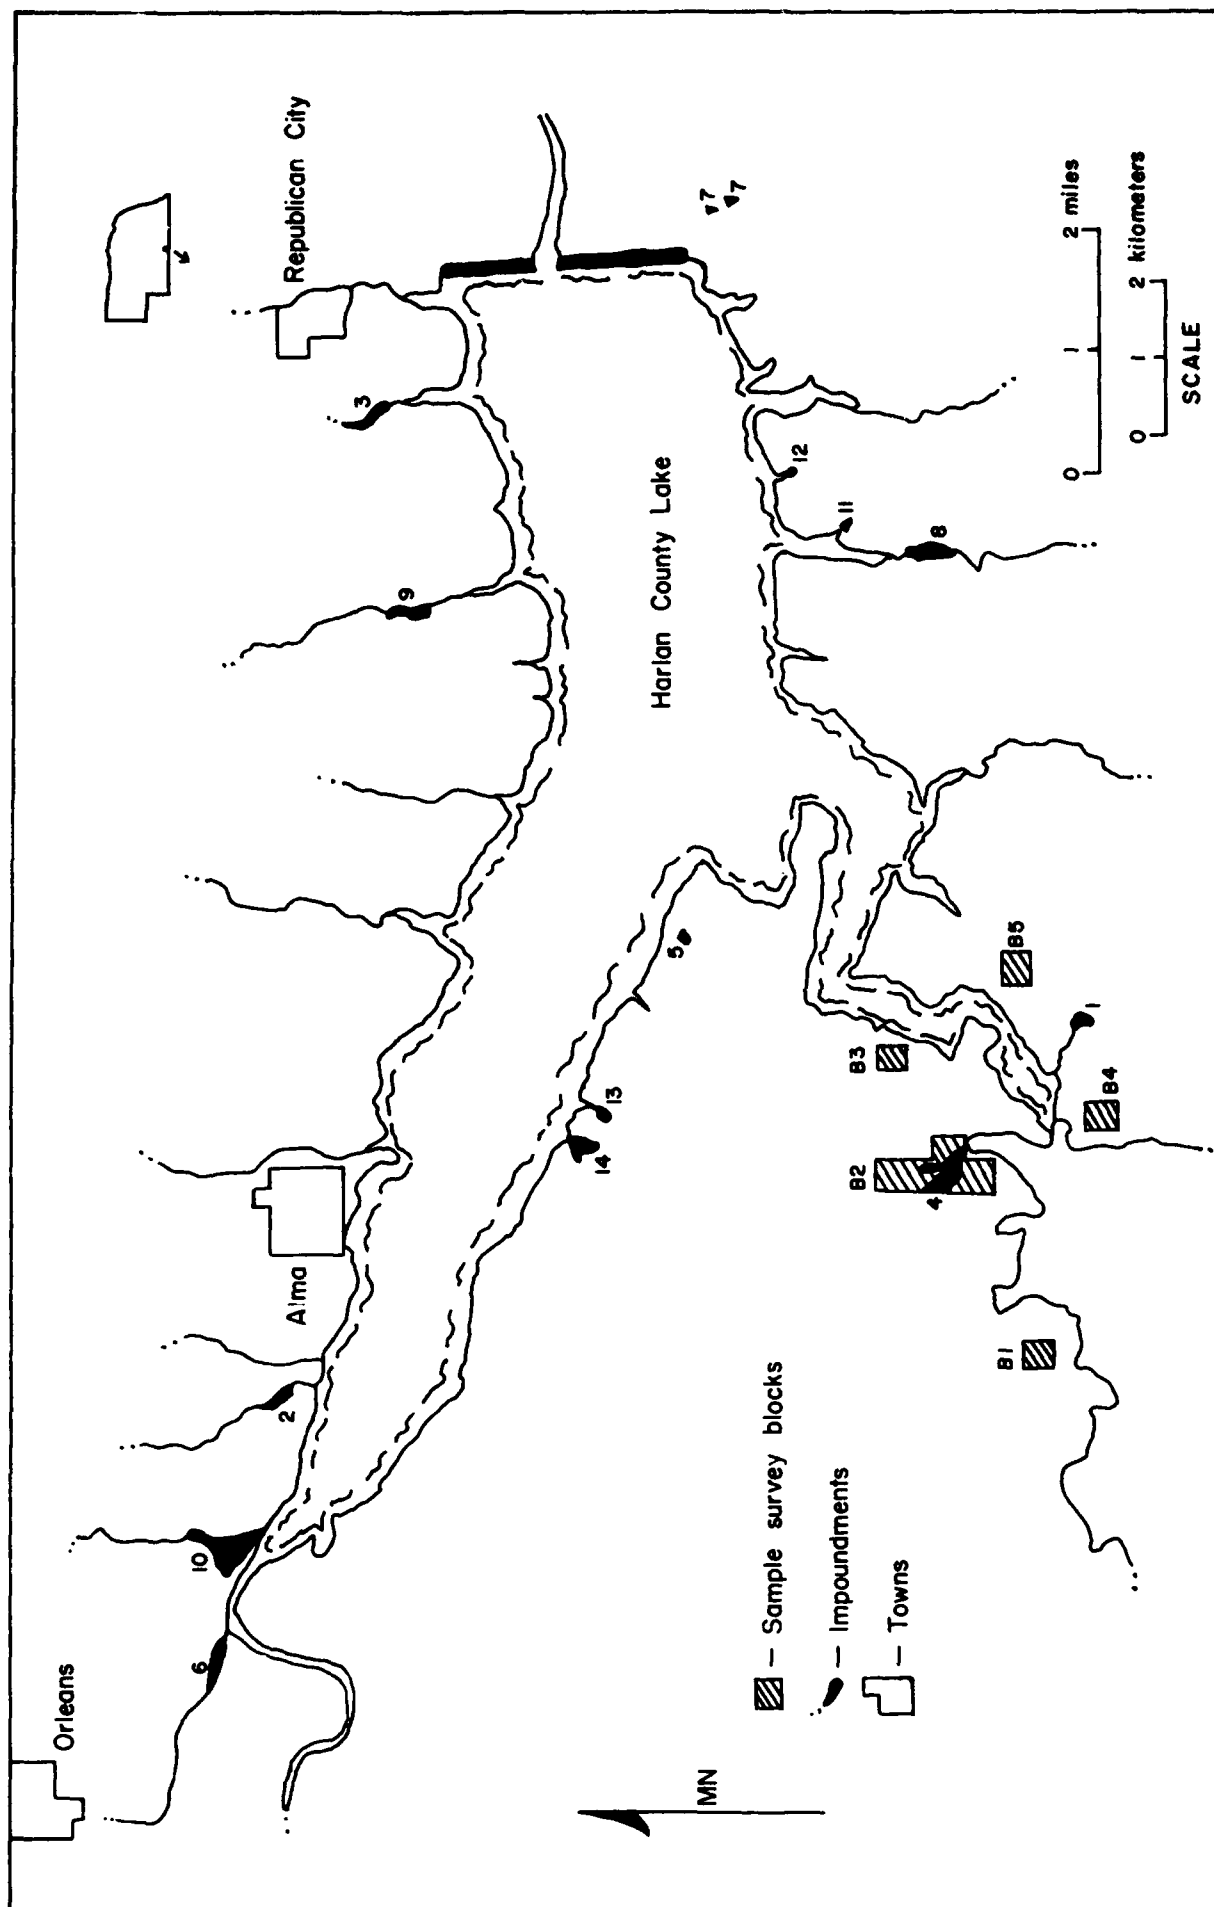 Orleans
6
10
2
Alma
Republican City
3
9
14
13
Harlan County Lake
5
MN
7
7
– Sample survey blocks
12
– Impoundments
11
B2
B3
– Towns
4
8
B1
B5
0 1 2 miles
1
B4
0 1 2 kilometers
SCALE